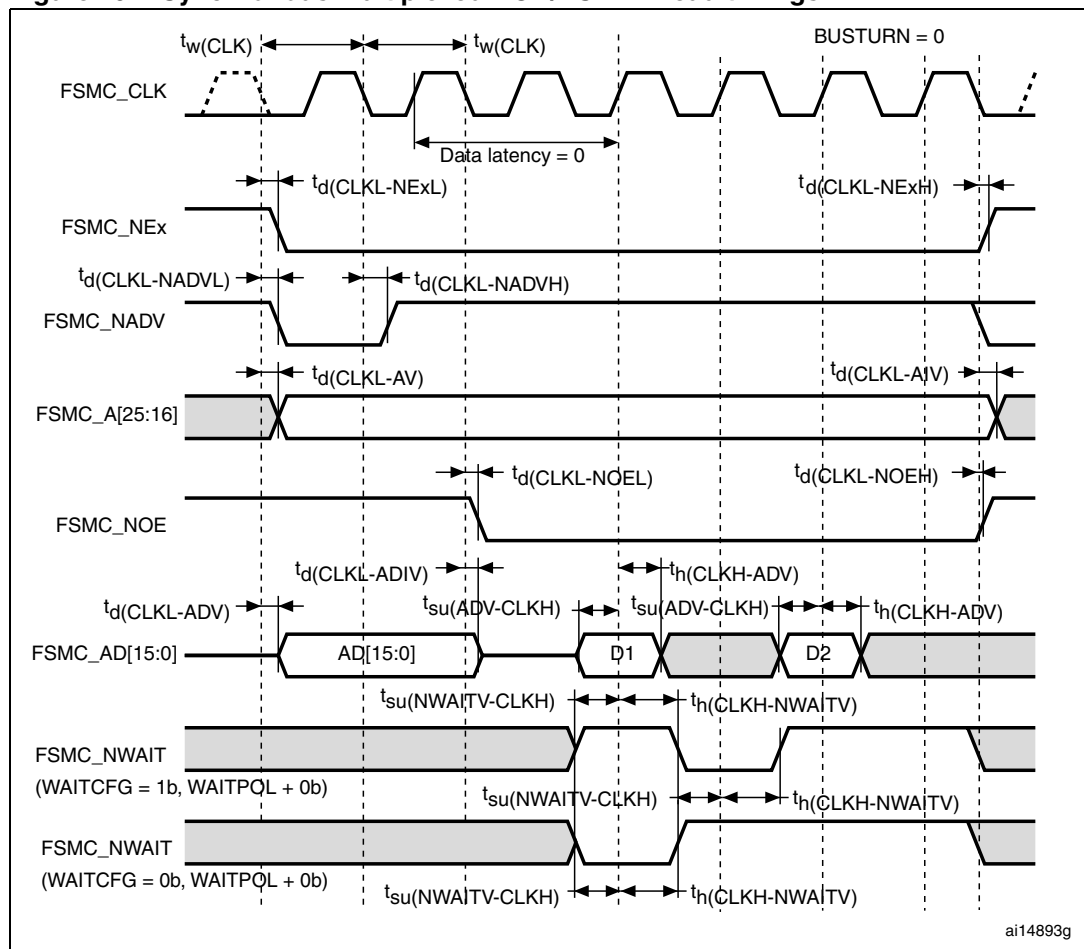 tw(CLK) tw(CLK) BUSTURN = 0
FSMC_CLK
Data latency = 0
td(CLKL-NExL) td(CLKL-NExH)
FSMC_NEx
td(CLKL-NADVL) td(CLKL-NADVH)
FSMC_NADV
td(CLKL-AV) td(CLKL-AIV)
FSMC_A[25:16]
td(CLKL-NOEL) td(CLKL-NOEH)
FSMC_NOE
td(CLKL-ADIV) th(CLKH-ADV)
td(CLKL-ADV) tsu(ADV-CLKH) tsu(ADV-CLKH) th(CLKH-ADV)
FSMC_AD[15:0] AD[15:0] D1 D2
tsu(NWAITV-CLKH) th(CLKH-NWAITV)
FSMC_NWAIT
(WAITCFG = 1b, WAITPOL + 0b)
tsu(NWAITV-CLKH) th(CLKH-NWAITV)
FSMC_NWAIT
(WAITCFG = 0b, WAITPOL + 0b)
tsu(NWAITV-CLKH) th(CLKH-NWAITV)
ai14893g